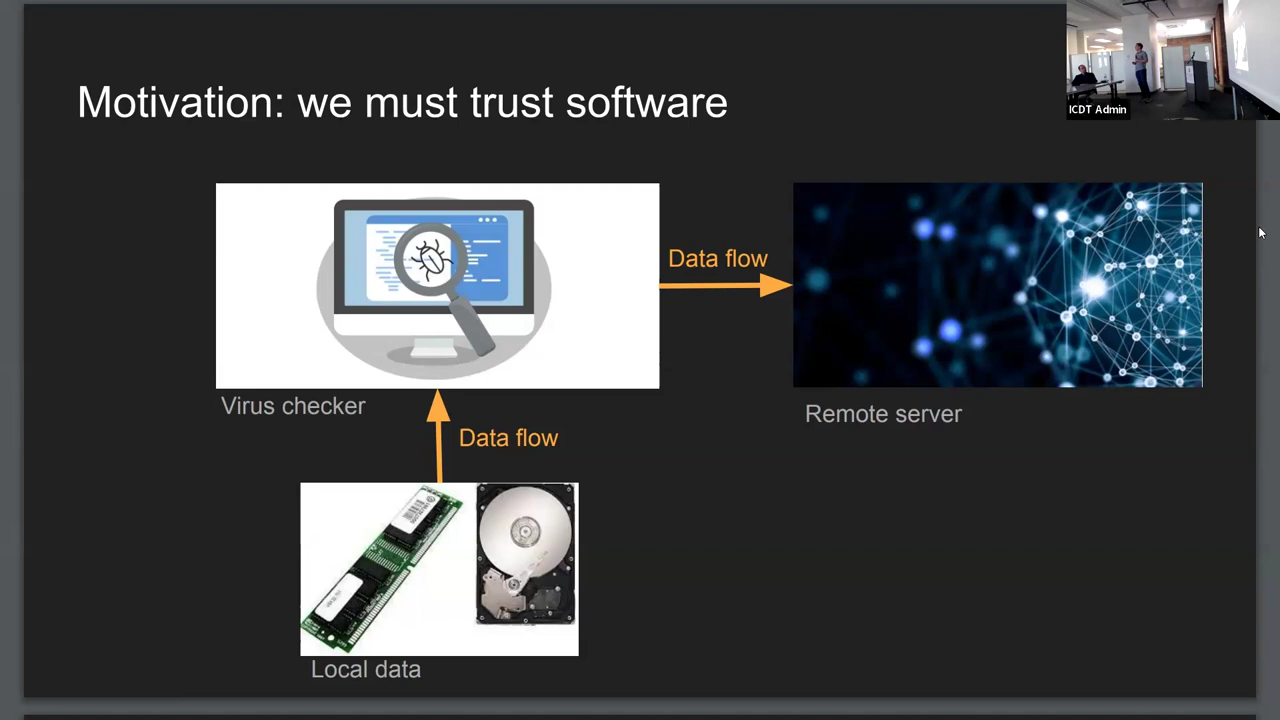 Motivation: we must trust software
ICDT Admin
Data flow
Virus checker
Remote server
Data flow
Local data